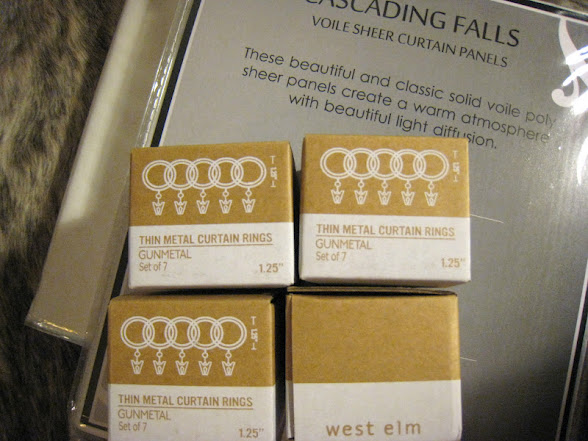 CASCADING FALLS
VOILE SHEER CURTAIN PANELS
These beautiful and classic solid voile poly
sheer panels create a warm atmosphere
with beautiful light diffusion.
THIN METAL CURTAIN RINGS
GUNMETAL
Set of 7
1.25"
THIN METAL CURTAIN RINGS
GUNMETAL
Set of 7
1.25"
THIN METAL CURTAIN RINGS
GUNMETAL
Set of 7
1.25"
west elm